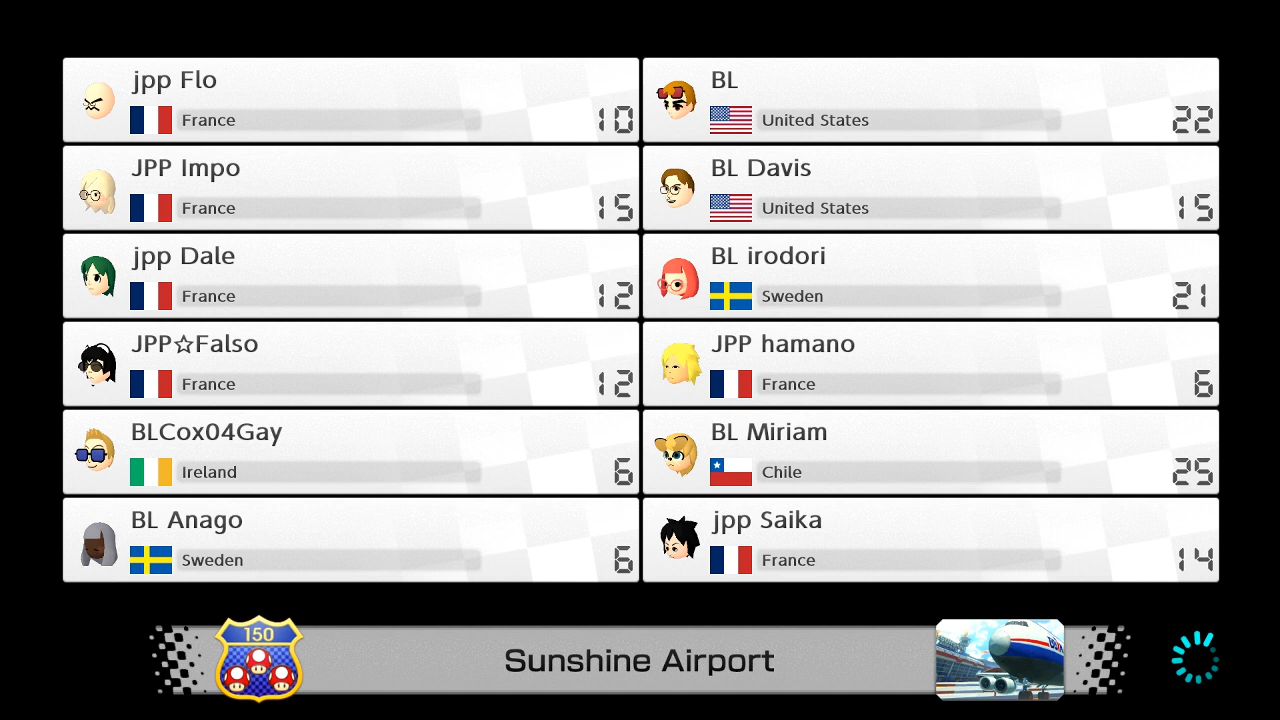 jpp Flo
France
10
JPP Impo
France
15
jpp Dale
France
12
JPP☆Falso
France
12
BLCox04Gay
Ireland
6
BL Anago
Sweden
6
BL
United States
22
BL Davis
United States
15
BL irodori
Sweden
21
JPP hamano
France
6
BL Miriam
Chile
25
jpp Saika
France
14
150
Sunshine Airport